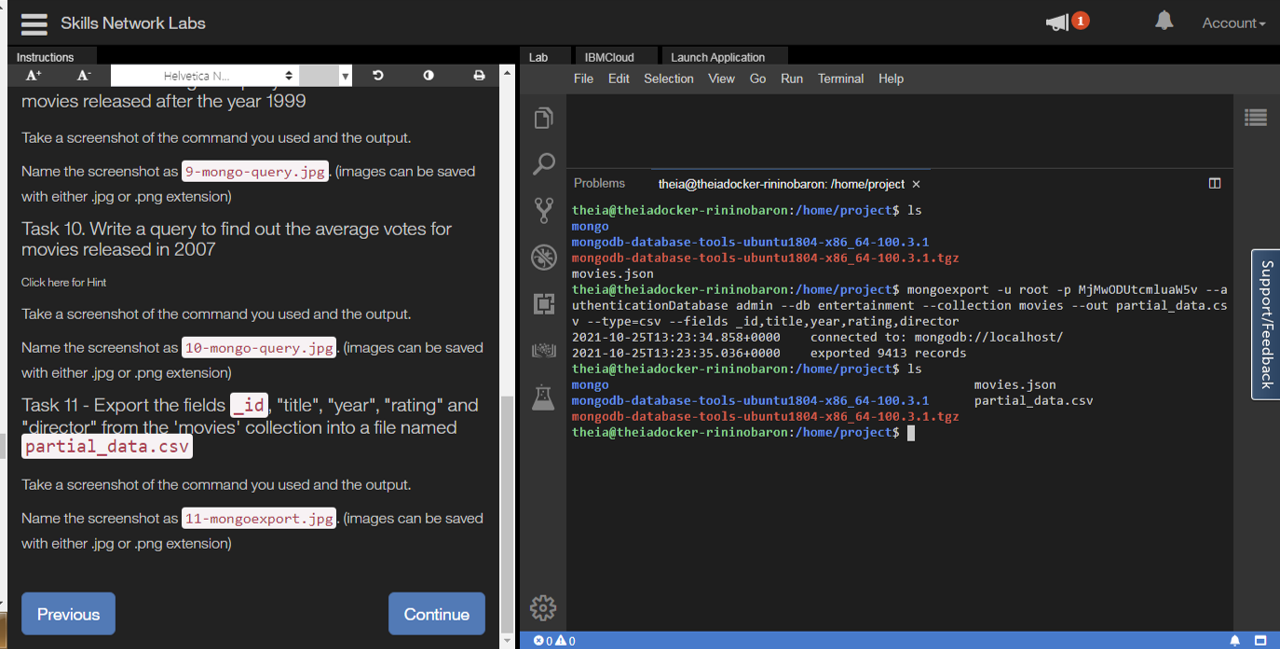 Skills Network Labs
1
Account
Instructions
Lab
IBMCloud
Launch Application
A+
A-
Helvetica N...
File Edit Selection View Go Run Terminal Help
movies released after the year 1999
Take a screenshot of the command you used and the output.
Name the screenshot as 9-mongo-query.jpg. (images can be saved
with either .jpg or .png extension)
Task 10. Write a query to find out the average votes for
movies released in 2007
Click here for Hint
Take a screenshot of the command you used and the output.
Name the screenshot as 10-mongo-query.jpg. (images can be saved
with either .jpg or .png extension)
Task 11 - Export the fields _id, "title", "year", "rating" and
"director" from the 'movies' collection into a file named
partial_data.csv
Take a screenshot of the command you used and the output.
Name the screenshot as 11-mongoexport.jpg. (images can be saved
with either .jpg or .png extension)
Previous
Continue
Problems
theia@theiadocker-rininobaron: /home/project ×
theia@theiadocker-rininobaron:/home/project$ ls
mongo
mongodb-database-tools-ubuntu1804-x86_64-100.3.1
mongodb-database-tools-ubuntu1804-x86_64-100.3.1.tgz
movies.json
theia@theiadocker-rininobaron:/home/project$ mongoexport -u root -p MjMwODUtcmluaW5v --a
uthenticationDatabase admin --db entertainment --collection movies --out partial_data.cs
v --type=csv --fields _id,title,year,rating,director
2021-10-25T13:23:34.858+0000 connected to: mongodb://localhost/
2021-10-25T13:23:35.036+0000 exported 9413 records
theia@theiadocker-rininobaron:/home/project$ ls
mongo movies.json
mongodb-database-tools-ubuntu1804-x86_64-100.3.1 partial_data.csv
mongodb-database-tools-ubuntu1804-x86_64-100.3.1.tgz
theia@theiadocker-rininobaron:/home/project$
Support/Feedback
0 0